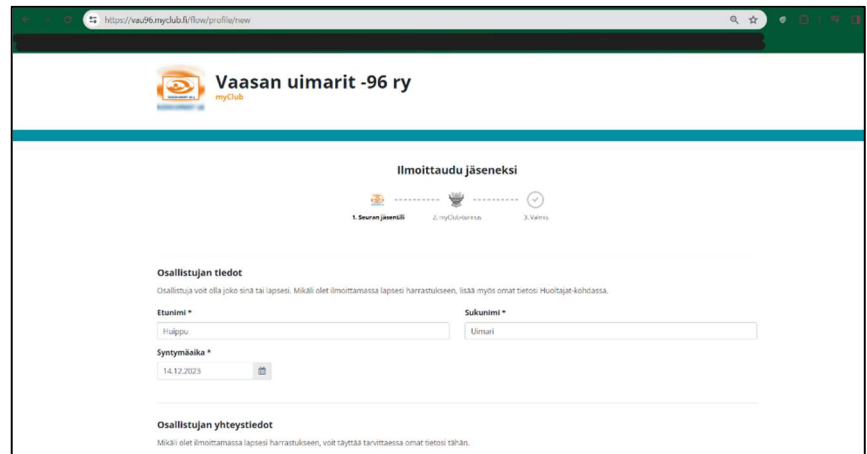 https://vau96.myclub.fi/flow/profile/new
Vaasan uimarit -96 ry
myClub
Ilmoittaudu jäseneksi
1. Seuran jäsentili 2. myClub-tunnus 3. Valmis
Osallistujan tiedot
Osallistuja voit olla joko sinä tai lapsesi. Mikäli olet ilmoittamassa lapsesi harrastukseen, lisää myös omat tietosi Huoltajat-kohdassa.
Etunimi * Sukunimi *
Huippu Uimari
Syntymäaika *
14.12.2023
Osallistujan yhteystiedot
Mikäli olet ilmoittamassa lapsesi harrastukseen, voit täyttää tarvittaessa omat tietosi tähän.